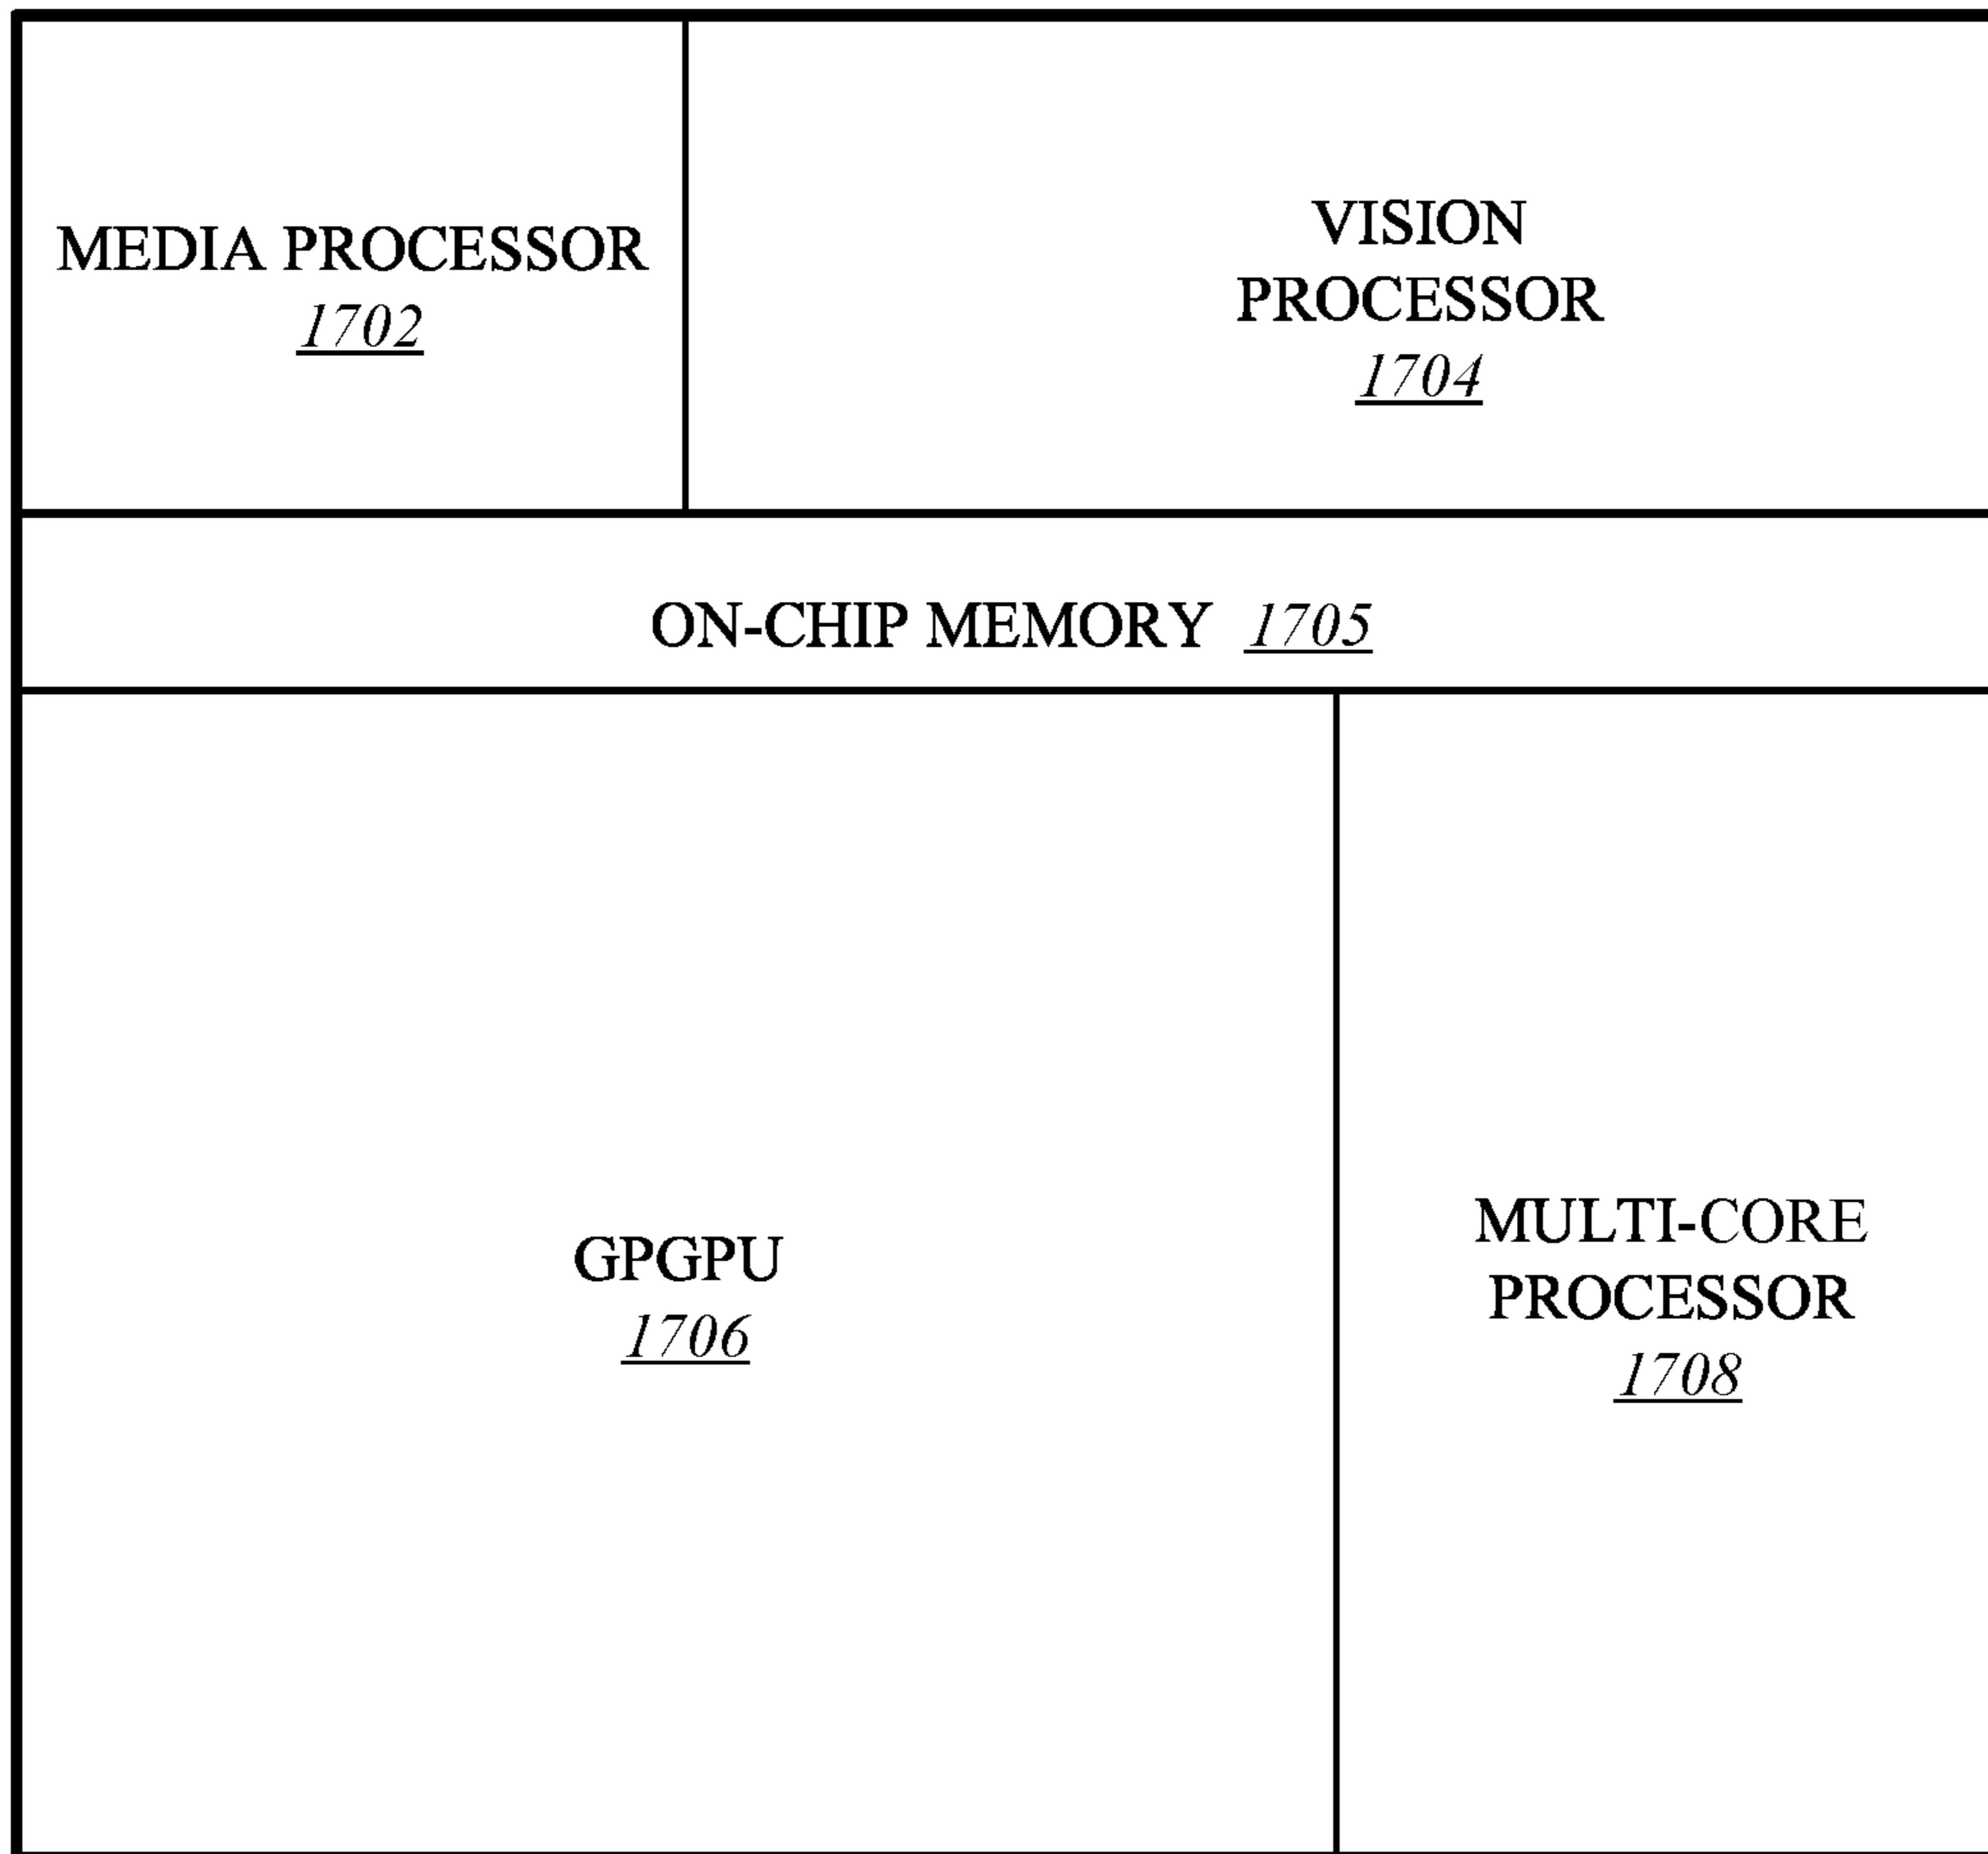 MEDIA PROCESSOR
1702
VISION
PROCESSOR
1704
ON-CHIP MEMORY 1705
GPGPU
1706
MULTI-CORE
PROCESSOR
1708